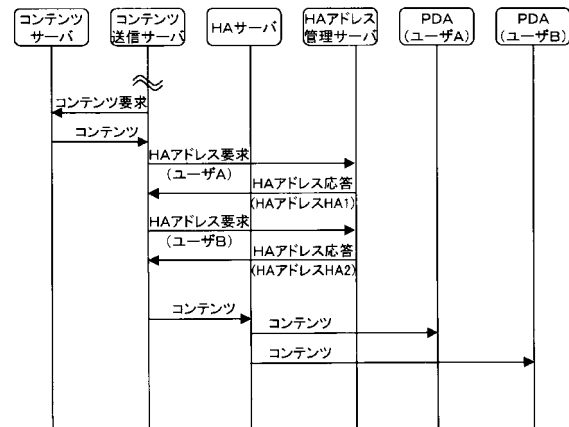 コンテンツ
サーバ
コンテンツ
送信サーバ
HAサーバ
HAアドレス
管理サーバ
PDA
(ユーザA)
PDA
(ユーザB)
コンテンツ要求
コンテンツ
HAアドレス要求
(ユーザA)
HAアドレス応答
(HAアドレスHA1)
HAアドレス要求
(ユーザB)
HAアドレス応答
(HAアドレスHA2)
コンテンツ
コンテンツ
コンテンツ